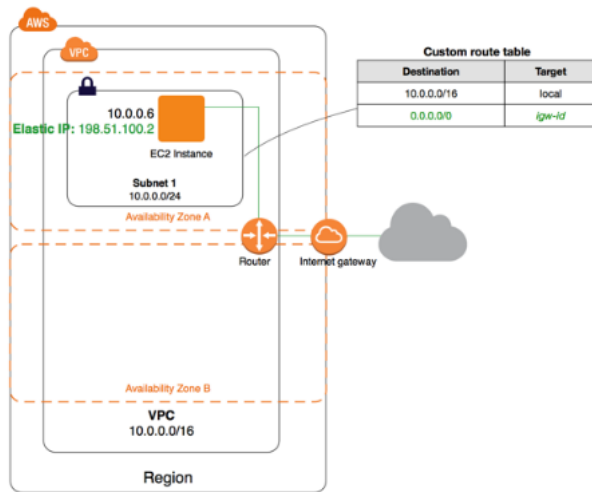 AWS
VPC
10.0.0.6
Elastic IP: 198.51.100.2
EC2 Instance
Subnet 1
10.0.0.0/24
Availability Zone A
Router
Internet gateway
Availability Zone B
VPC
10.0.0.0/16
Region
Custom route table
Destination Target
10.0.0.0/16 local
0.0.0.0/0 igw-id